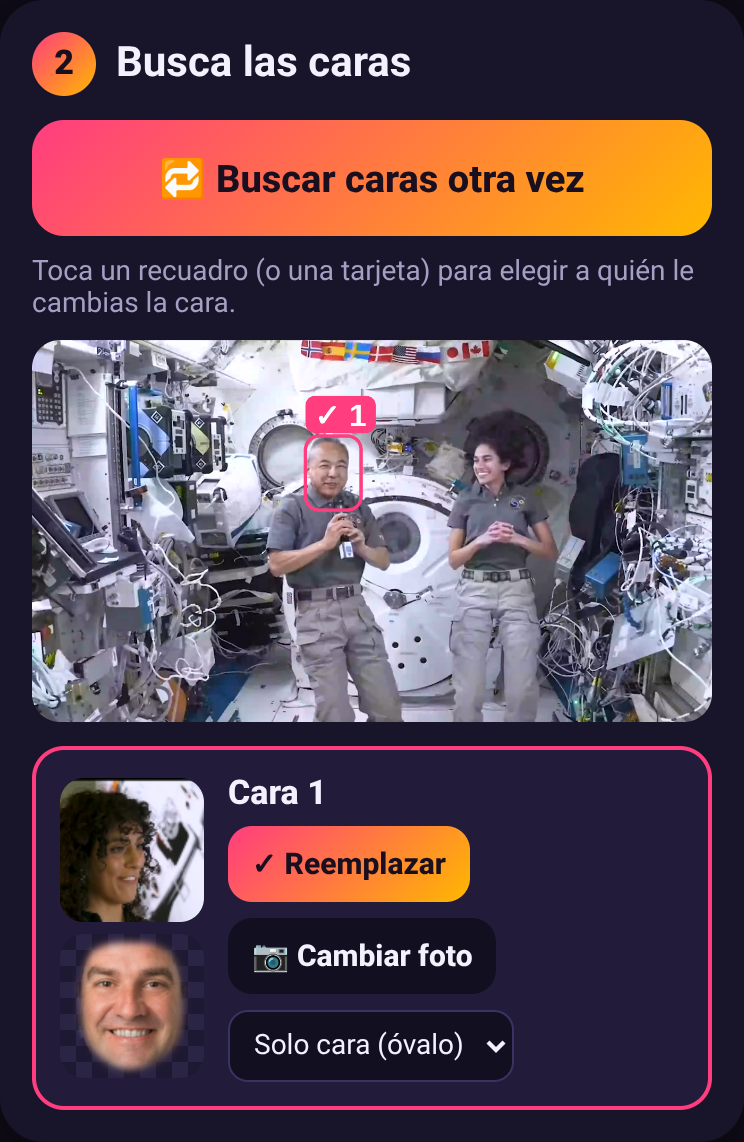 2 Busca las caras
🔁 Buscar caras otra vez
Toca un recuadro (o una tarjeta) para elegir a quién le
cambias la cara.
✓ 1
Cara 1
✓ Reemplazar
📷 Cambiar foto
Solo cara (óvalo)